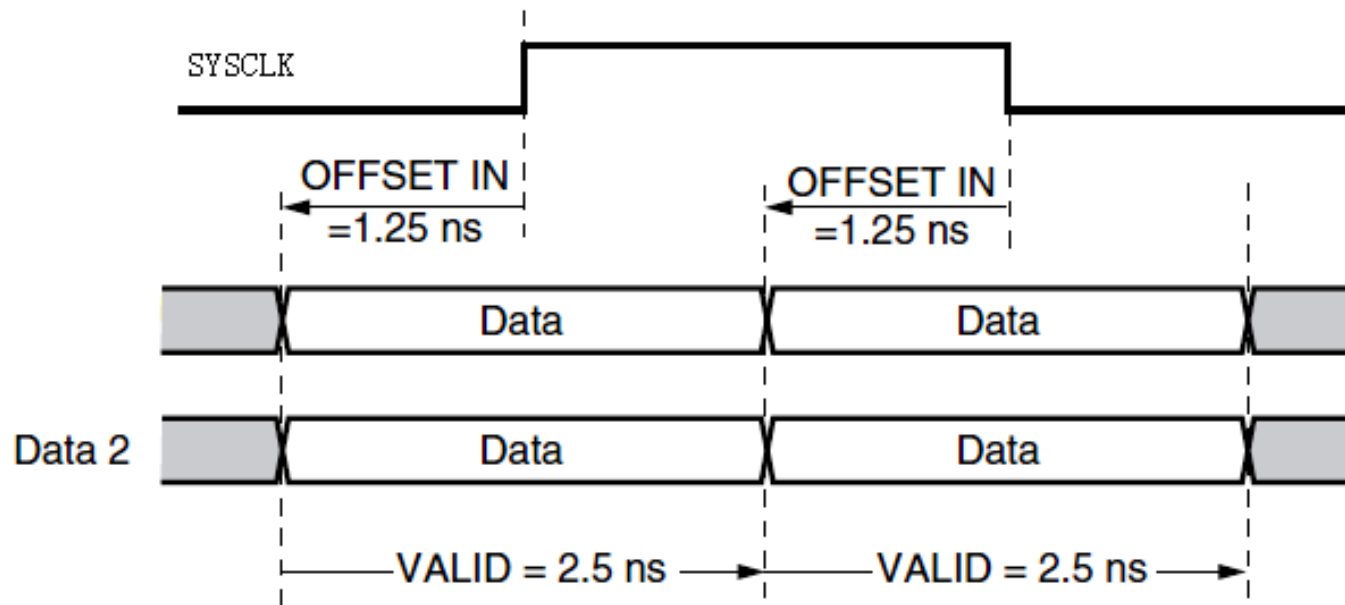 SYSCLK
OFFSET IN
=1.25 ns
OFFSET IN
=1.25 ns
Data
Data
Data 2
Data
Data
VALID = 2.5 ns
VALID = 2.5 ns